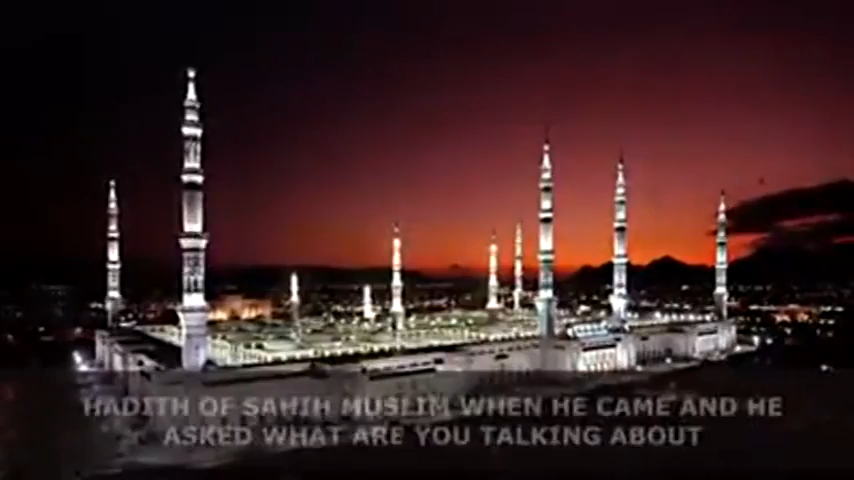 HADITH OF SAHIH MUSLIM WHEN HE CAME AND HE
ASKED WHAT ARE YOU TALKING ABOUT